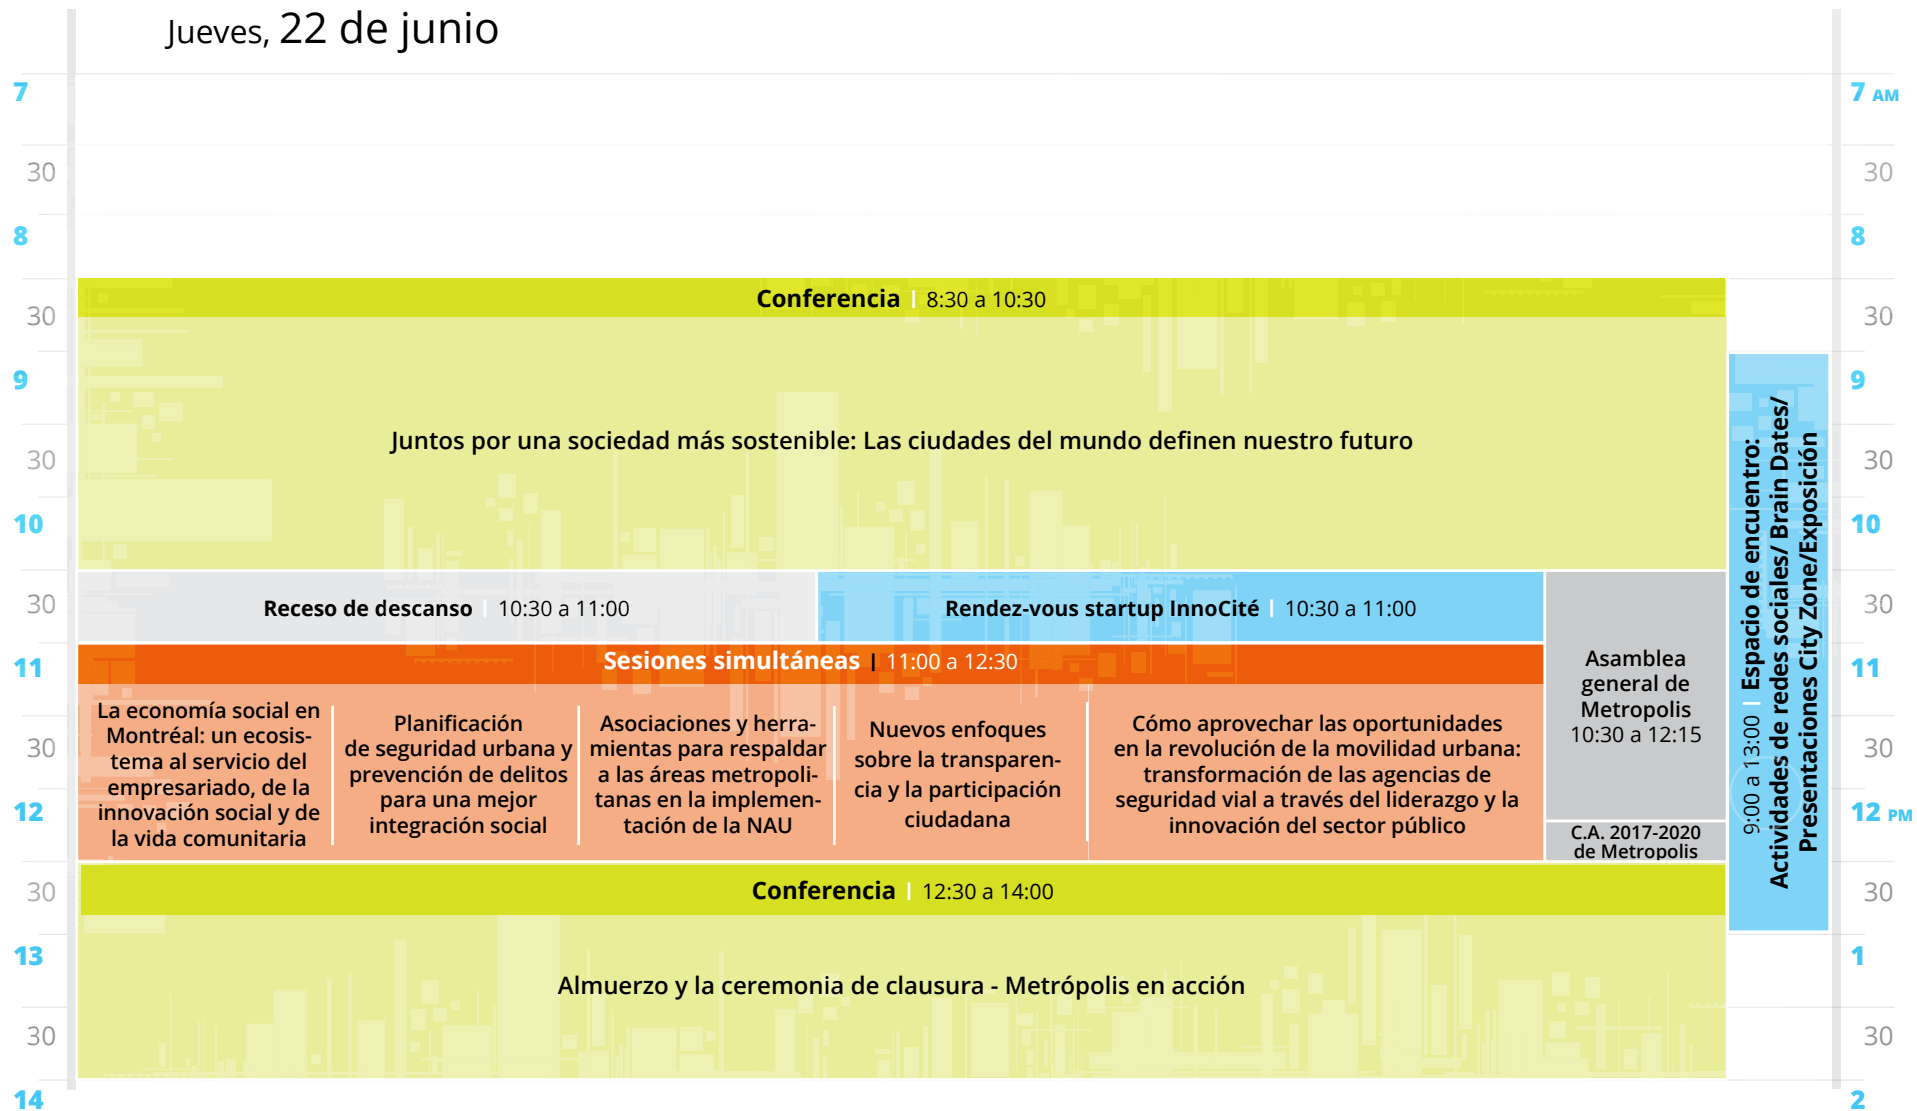 Jueves, 22 de junio
7
30
8
30
9
30
10
30
11
30
12
30
13
30
14
Conferencia | 8:30 a 10:30
Juntos por una sociedad más sostenible: Las ciudades del mundo definen nuestro futuro
Receso de descanso | 10:30 a 11:00
Rendez-vous startup InnoCité | 10:30 a 11:00
Sesiones simultáneas | 11:00 a 12:30
La economía social en
Montréal: un ecosis-
tema al servicio del
empresariado, de la
innovación social y de
la vida comunitaria
Planificación
de seguridad urbana y
prevención de delitos
para una mejor
integración social
Asociaciones y herra-
mientas para respaldar
a las áreas metropoli-
tanas en la implemen-
tación de la NAU
Nuevos enfoques
sobre la transparen-
cia y la participación
ciudadana
Cómo aprovechar las oportunidades
en la revolución de la movilidad urbana:
transformación de las agencias de
seguridad vial a través del liderazgo y la
innovación del sector público
Asamblea
general de
Metropolis
10:30 a 12:15
C.A. 2017-2020
de Metropolis
Conferencia | 12:30 a 14:00
Almuerzo y la ceremonia de clausura - Metrópolis en acción
9:00 a 13:00 | Espacio de encuentro:
Actividades de redes sociales/ Brain Dates/
Presentaciones City Zone/Exposición
7 AM
30
8
30
9
30
10
30
11
30
12 PM
30
1
30
2